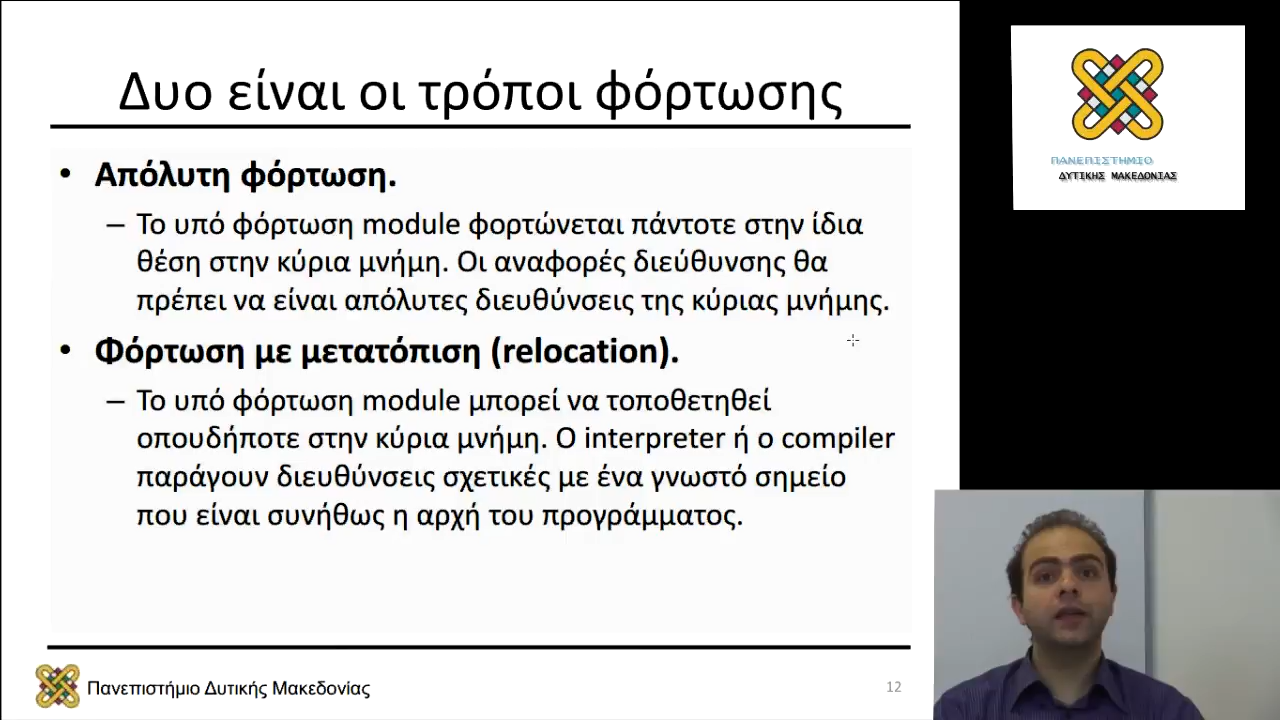 Δυο είναι οι τρόποι φόρτωσης
• Απόλυτη φόρτωση.
– Το υπό φόρτωση module φορτώνεται πάντοτε στην ίδια
θέση στην κύρια μνήμη. Οι αναφορές διεύθυνσης θα
πρέπει να είναι απόλυτες διευθύνσεις της κύριας μνήμης.
• Φόρτωση με μετατόπιση (relocation).
– Το υπό φόρτωση module μπορεί να τοποθετηθεί
οπουδήποτε στην κύρια μνήμη. Ο interpreter ή ο compiler
παράγουν διευθύνσεις σχετικές με ένα γνωστό σημείο
που είναι συνήθως η αρχή του προγράμματος.
Πανεπιστήμιο Δυτικής Μακεδονίας
12
ΠΑΝΕΠΙΣΤΗΜΙΟ
ΔΥΤΙΚΗΣ ΜΑΚΕΔΟΝΙΑΣ